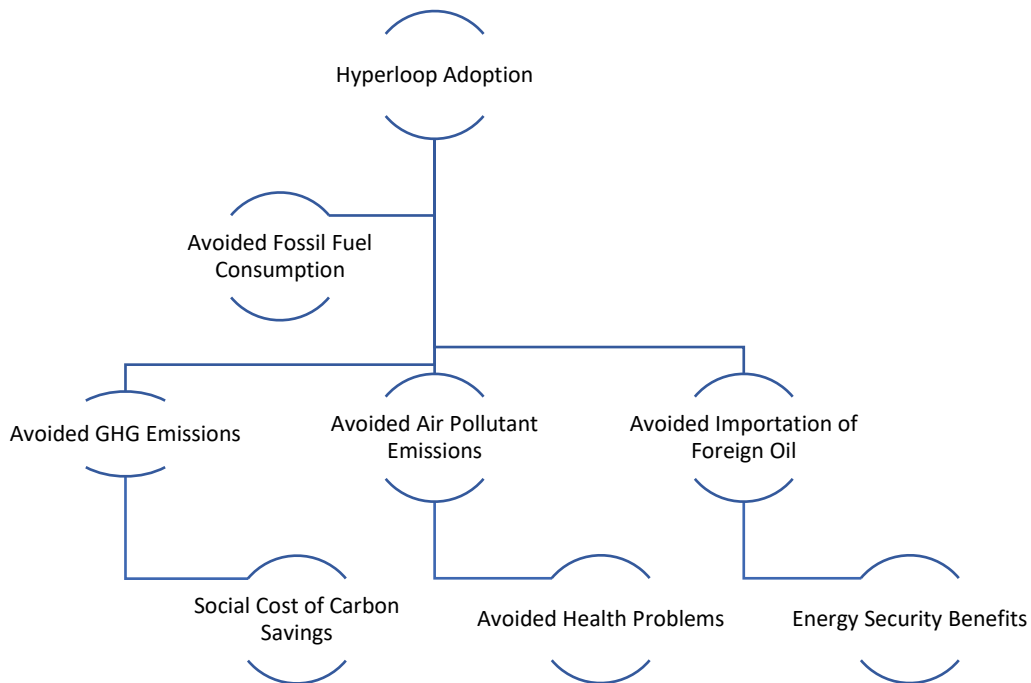 Hyperloop Adoption
Avoided Fossil Fuel
Consumption
Avoided GHG Emissions
Avoided Air Pollutant
Emissions
Avoided Importation of
Foreign Oil
Social Cost of Carbon
Savings
Avoided Health Problems
Energy Security Benefits